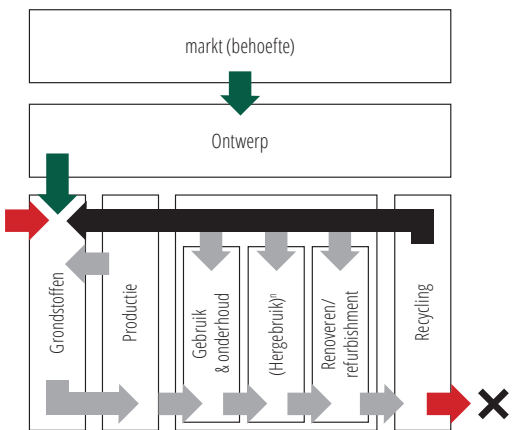 markt (behoefte)
Ontwerp
Grondstoffen
Productie
Gebruik
& onderhoud
(Hergebruik)ⁿ
Renoveren/
refurbishment
Recycling